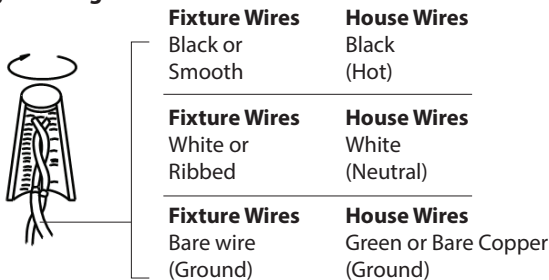 Fixture Wires House Wires
Black or Black
Smooth (Hot)
Fixture Wires House Wires
White or White
Ribbed (Neutral)
Fixture Wires House Wires
Bare wire Green or Bare Copper
(Ground) (Ground)